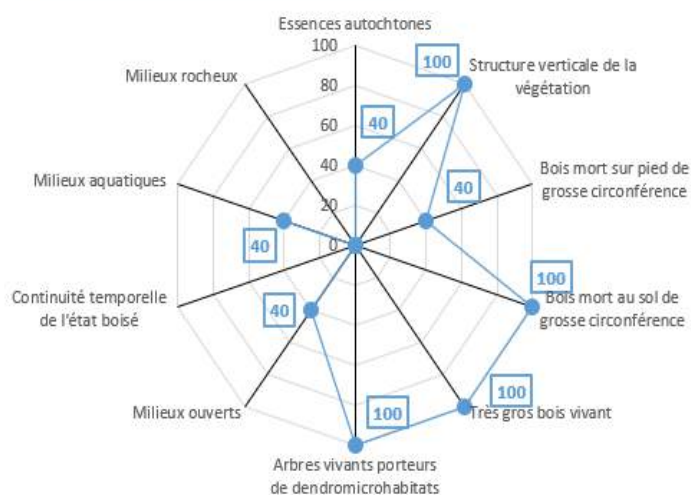 Essences autochtones
100
80
60
40
20
0
100
Structure verticale de la
végétation
40
Bois mort sur pied de
grosse circonférence
40
100
Bois mort au sol de
grosse circonférence
100
Très gros bois vivant
100
Arbres vivants porteurs
de dendromicrohabitats
40
Milieux ouverts
Continuité temporelle
de l'état boisé
40
Milieux aquatiques
Milieux rocheux